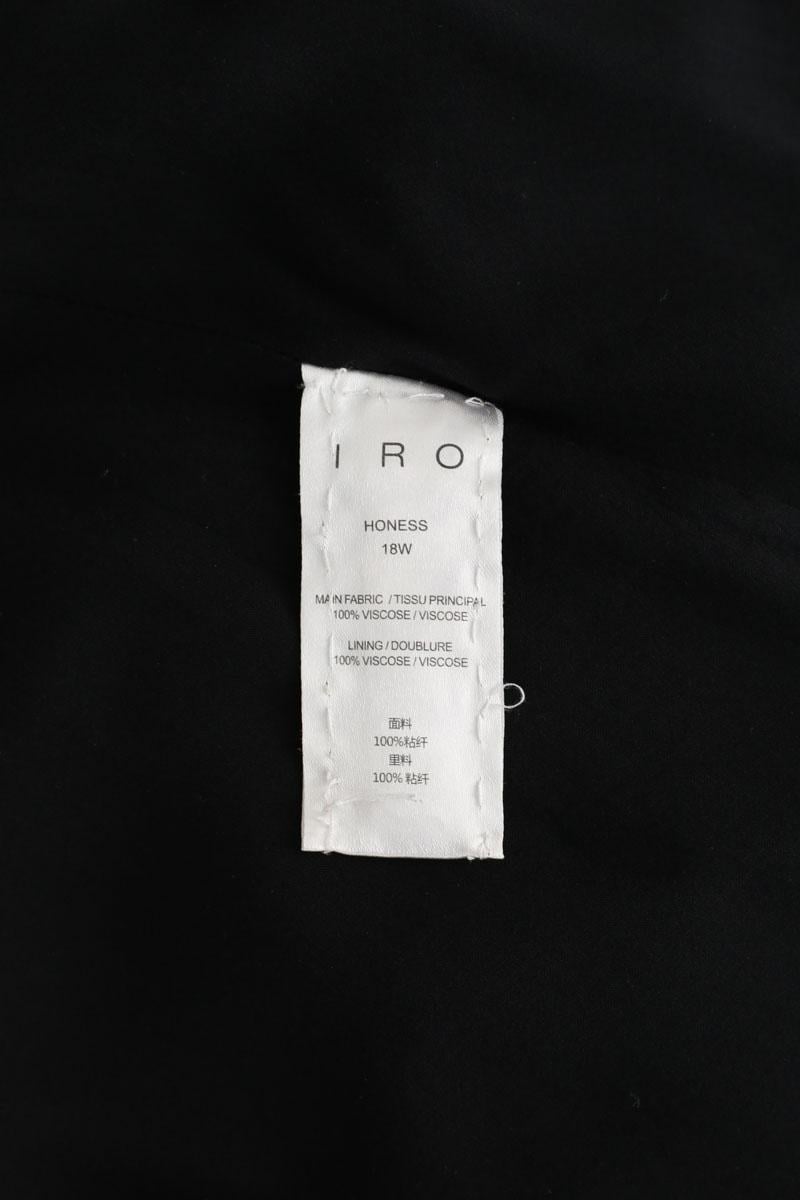 IRO
HONESS
18W
MAIN FABRIC / TISSU PRINCIPAL
100% VISCOSE / VISCOSE
LINING / DOUBLURE
100% VISCOSE / VISCOSE
面料
100%粘纤
里料
100% 粘纤